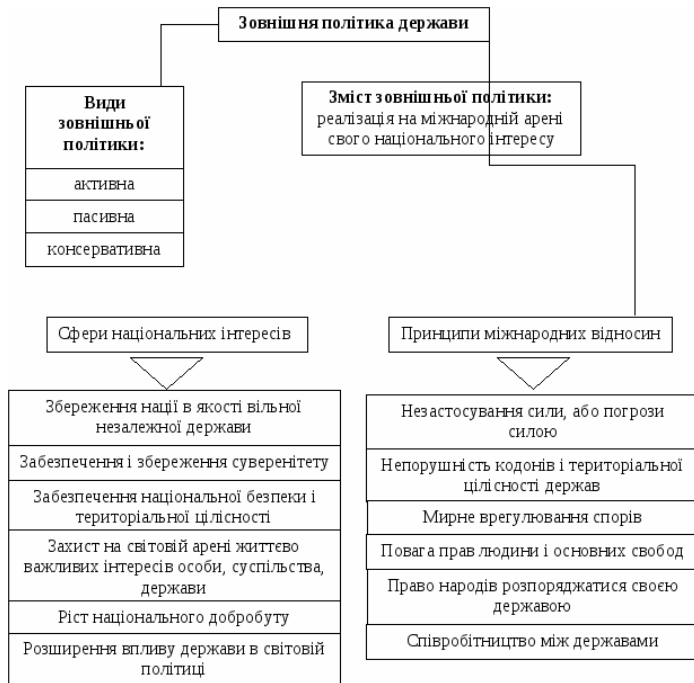 Зовнішня політика держави
Види
зовнішньої
політики:
активна
пасивна
консервативна
Зміст зовнішньої політики:
реалізація на міжнародній арені
свого національного інтересу
Сфери національних інтересів
Збереження нації в якості вільної
незалежної держави
Забезпечення і збереження суверенітету
Забезпечення національної безпеки і
територіальної цілісності
Захист на світовій арені життєво
важливих інтересів особи, суспільства,
держави
Ріст національного добробуту
Розширення впливу держави в світовій
політиці
Принципи міжнародних відносин
Незастосування сили, або погрози
силою
Непорушність кодонів і територіальної
цілісності держав
Мирне врегулювання спорів
Повага прав людини і основних свобод
Право народів розпоряджатися своєю
державою
Співробітництво між державами